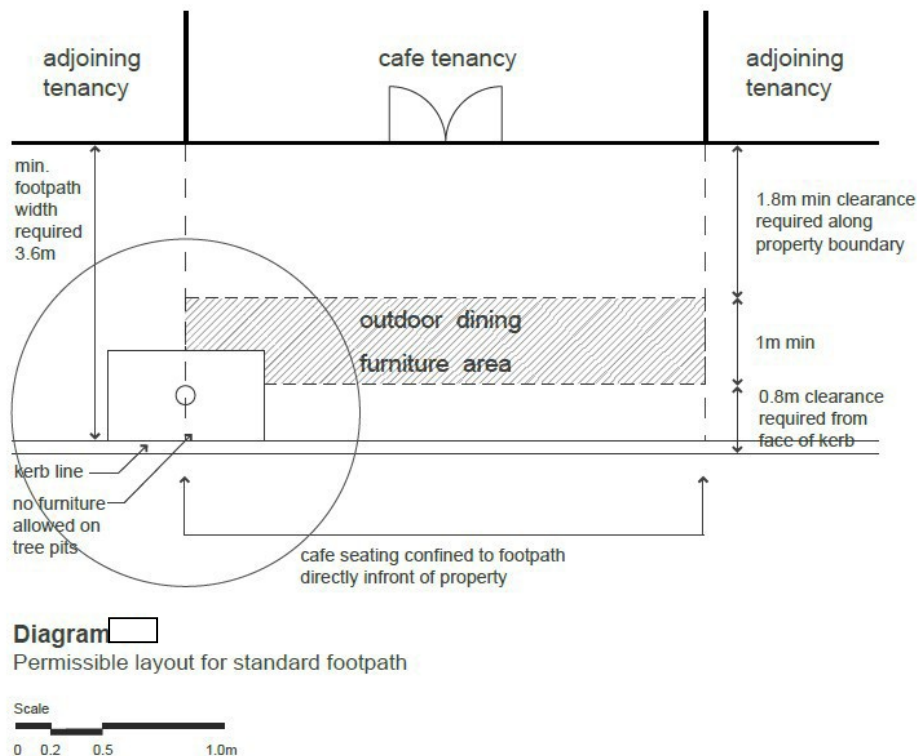 adjoining
tenancy
cafe tenancy
adjoining
tenancy
min.
footpath
width
required
3.6m
1.8m min clearance
required along
property boundary
outdoor dining
furniture area
1m min
0.8m clearance
required from
face of kerb
kerb line
no furniture
allowed on
tree pits
cafe seating confined to footpath
directly infront of property
Diagram
Permissible layout for standard footpath
Scale
0 0.2 0.5 1.0m